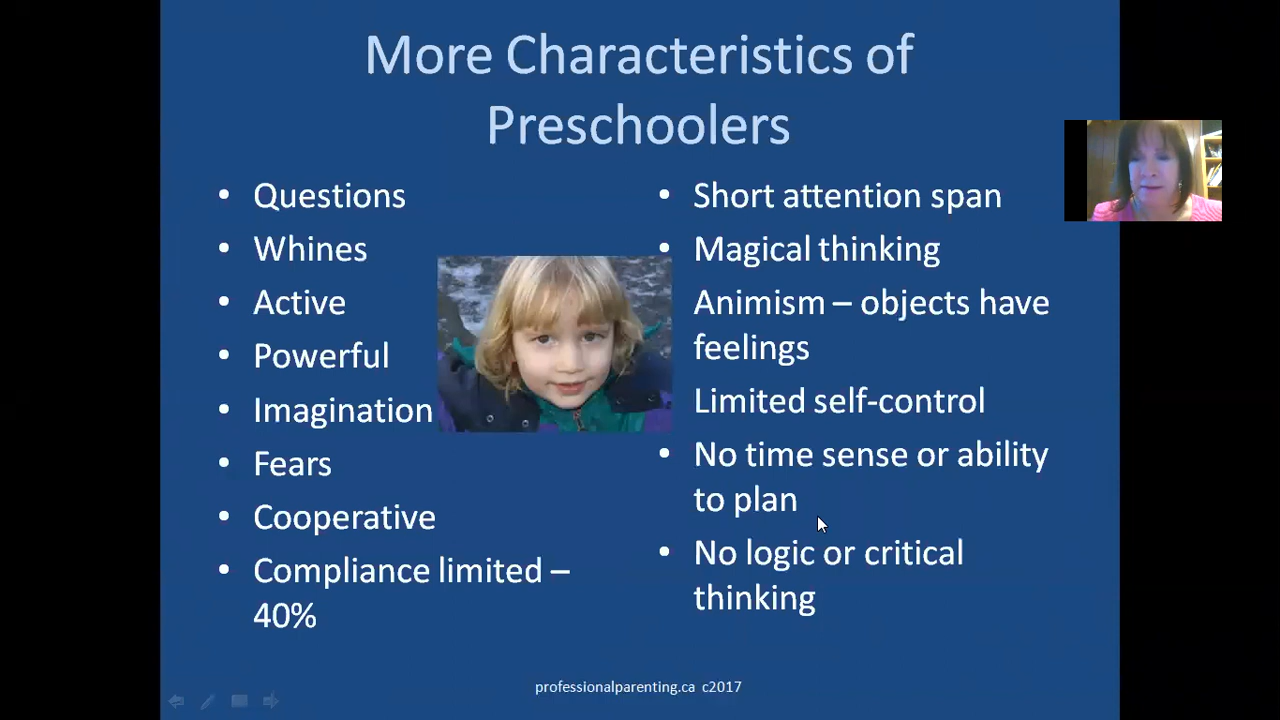 More Characteristics of
Preschoolers
• Questions
• Whines
• Active
• Powerful
• Imagination
• Fears
• Cooperative
• Compliance limited –
40%
• Short attention span
• Magical thinking
Animism – objects have
feelings
Limited self-control
• No time sense or ability
to plan
• No logic or critical
thinking
professionalparenting.ca c2017